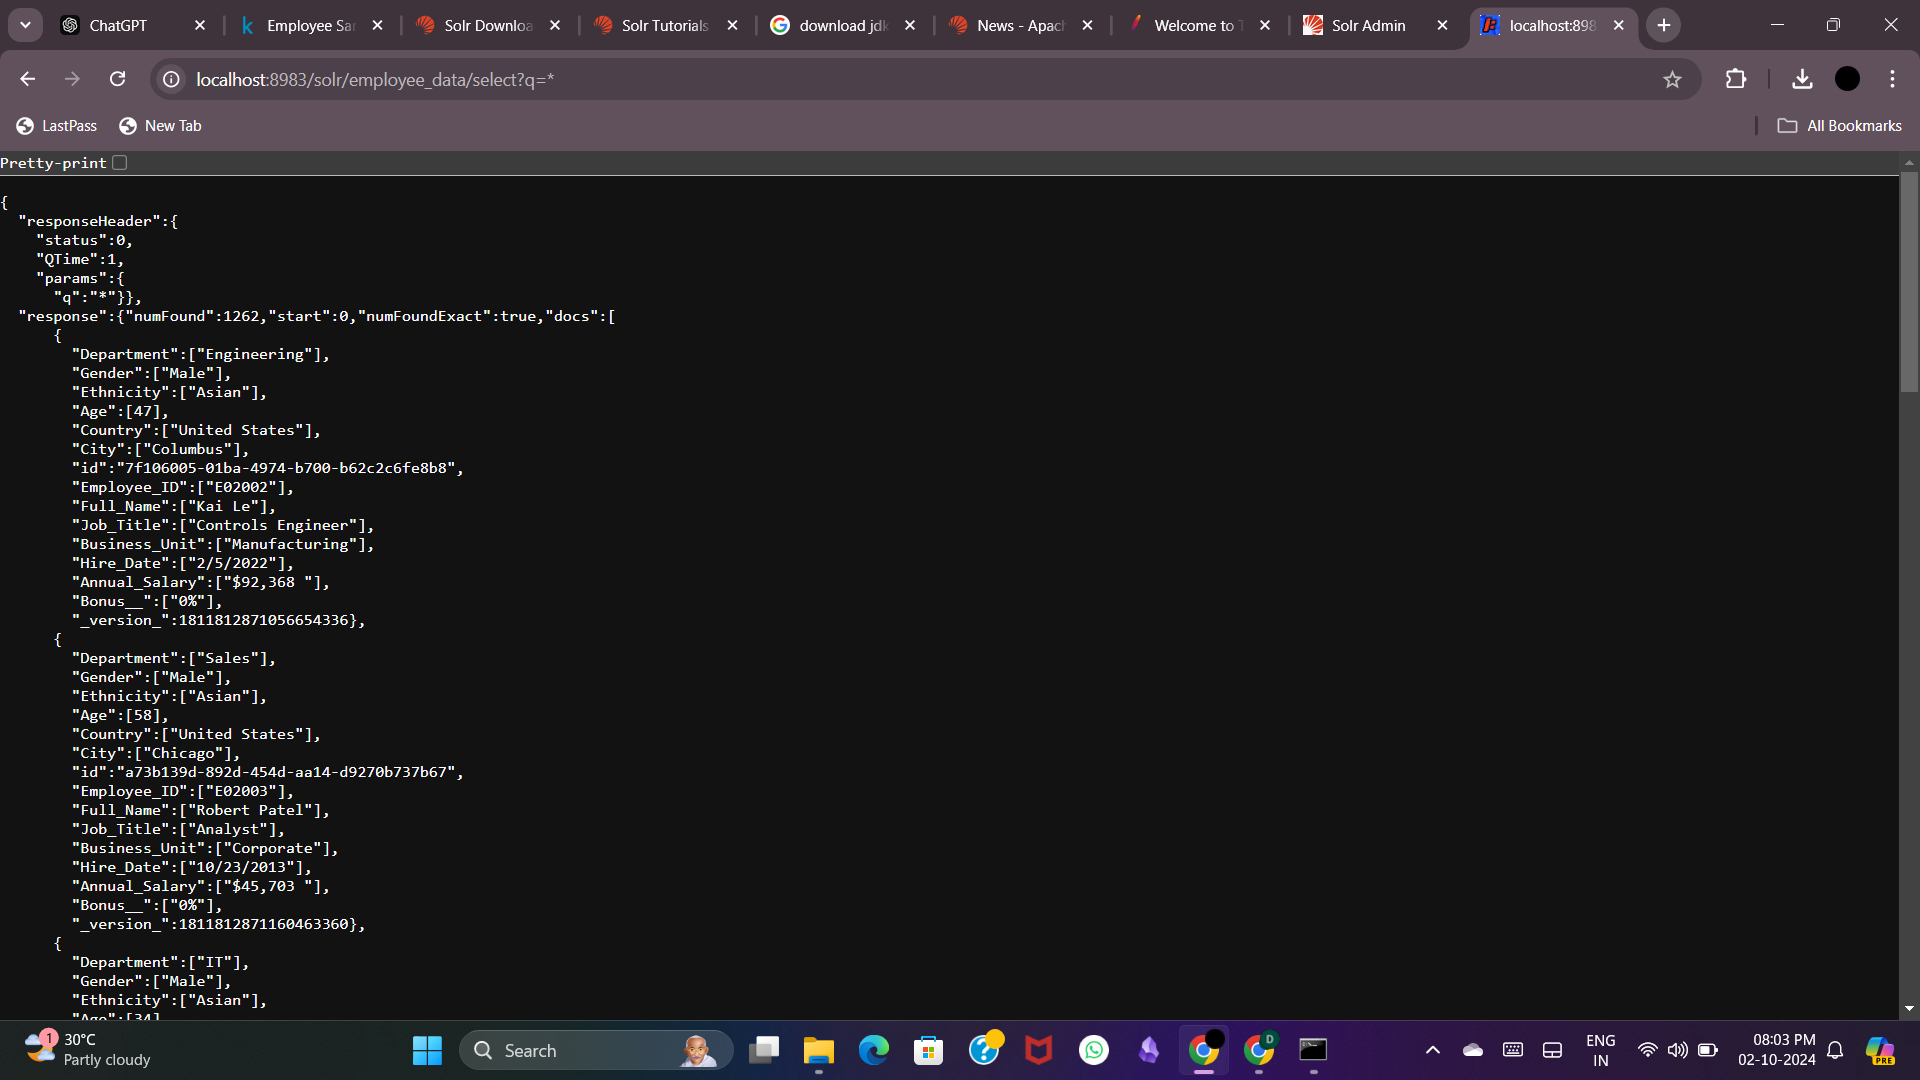 ChatGPT
Employee Sa
Solr Downloa
Solr Tutorials
download jdk
News - Apac
Welcome to T
Solr Admin
localhost:898
localhost:8983/solr/employee_data/select?q=*
LastPass
New Tab
All Bookmarks
Pretty-print
{
"responseHeader":{
"status":0,
"QTime":1,
"params":{
"q":"*"}},
"response":{"numFound":1262,"start":0,"numFoundExact":true,"docs":[
{
"Department":["Engineering"],
"Gender":["Male"],
"Ethnicity":["Asian"],
"Age":[47],
"Country":["United States"],
"City":["Columbus"],
"id":"7f106005-01ba-4974-b700-b62c2c6fe8b8",
"Employee_ID":["E02002"],
"Full_Name":["Kai Le"],
"Job_Title":["Controls Engineer"],
"Business_Unit":["Manufacturing"],
"Hire_Date":["2/5/2022"],
"Annual_Salary":["$92,368 "],
"Bonus__":["0%"],
"_version_":1811812871056654336},
{
"Department":["Sales"],
"Gender":["Male"],
"Ethnicity":["Asian"],
"Age":[58],
"Country":["United States"],
"City":["Chicago"],
"id":"a73b139d-892d-454d-aa14-d9270b737b67",
"Employee_ID":["E02003"],
"Full_Name":["Robert Patel"],
"Job_Title":["Analyst"],
"Business_Unit":["Corporate"],
"Hire_Date":["10/23/2013"],
"Annual_Salary":["$45,703 "],
"Bonus__":["0%"],
"_version_":1811812871160463360},
{
"Department":["IT"],
"Gender":["Male"],
"Ethnicity":["Asian"],
"Age":[34]
1
30°C
Partly cloudy
Search
D
PRE
ENG
IN
08:03 PM
02-10-2024